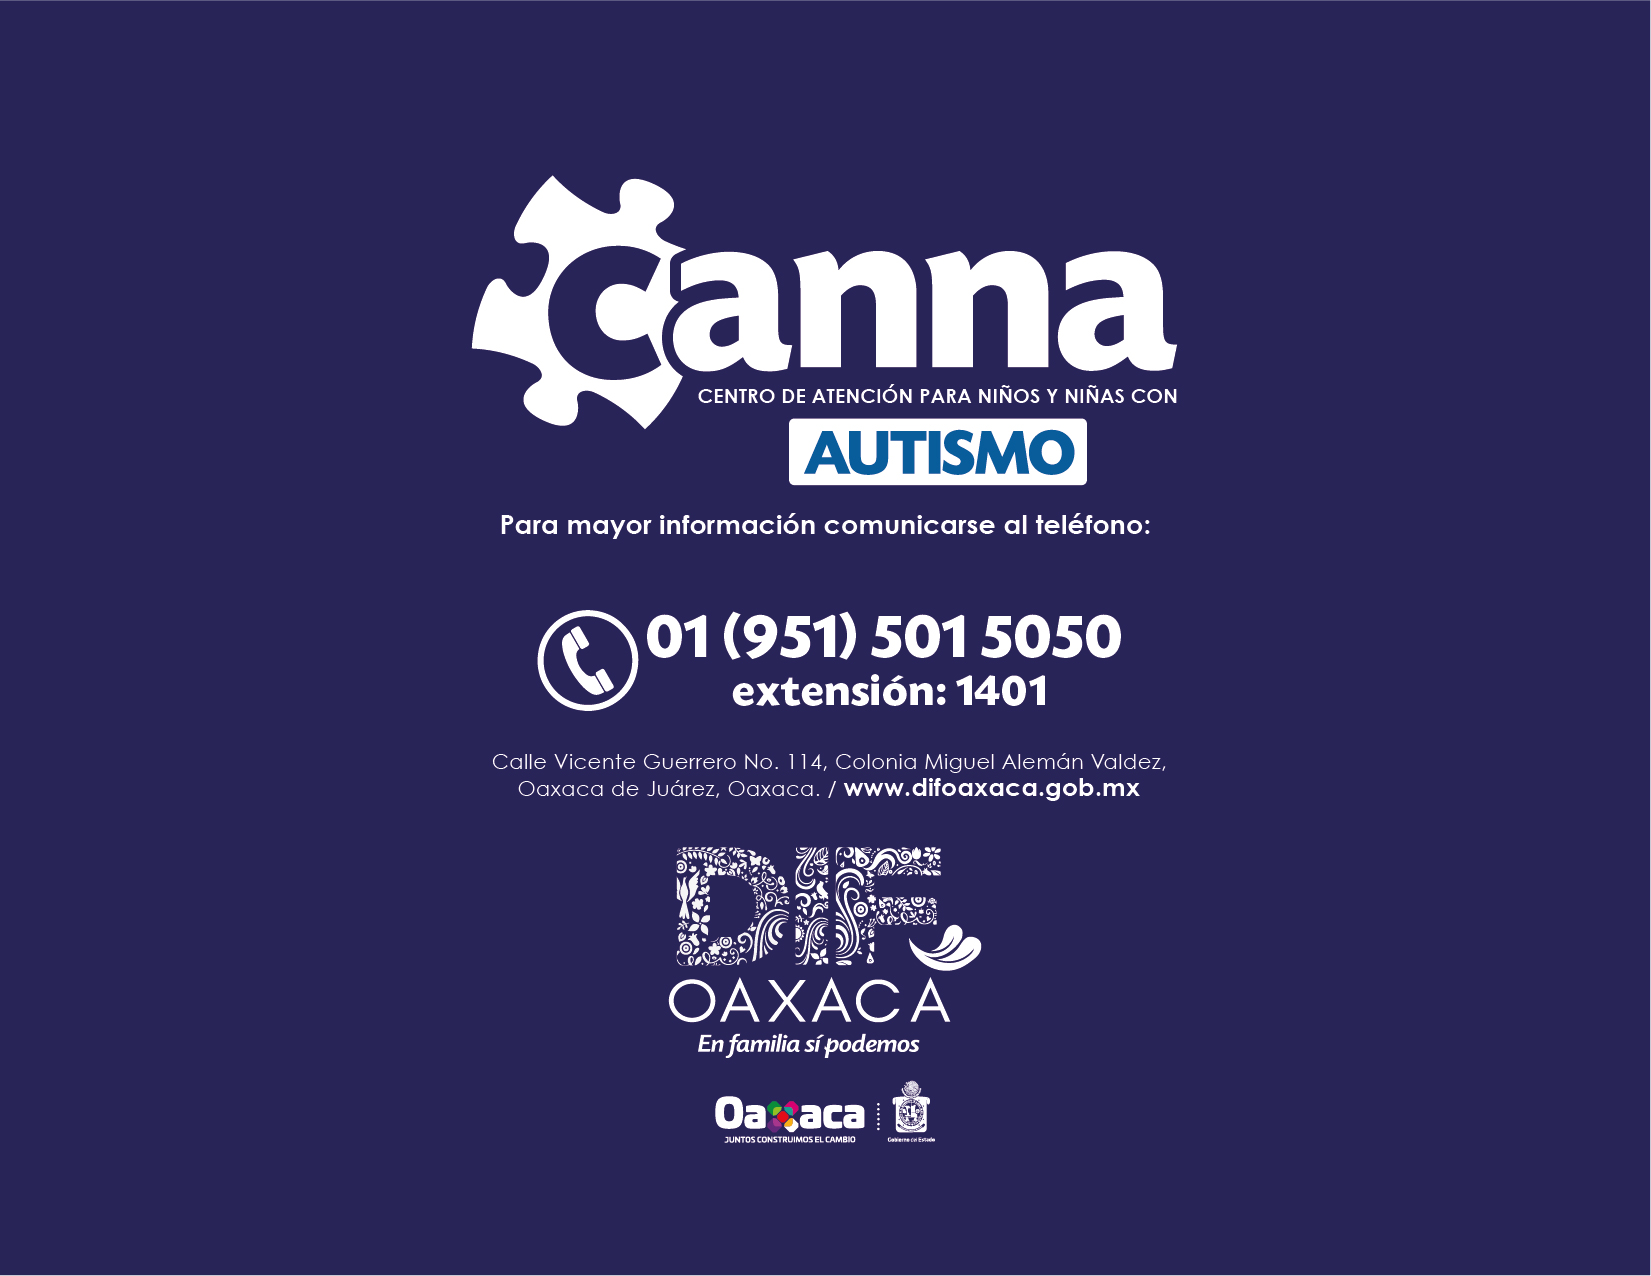 canna
CENTRO DE ATENCIÓN PARA NIÑOS Y NIÑAS CON
AUTISMO
Para mayor información comunicarse al teléfono:
01 (951) 501 5050
extensión: 1401
Calle Vicente Guerrero No. 114, Colonia Miguel Alemán Valdez,
Oaxaca de Juárez, Oaxaca. / www.difoaxaca.gob.mx
DIF
OAXACA
En familia sí podemos
Oaxaca
JUNTOS CONSTRUIMOS EL CAMBIO
Gobierno del Estado